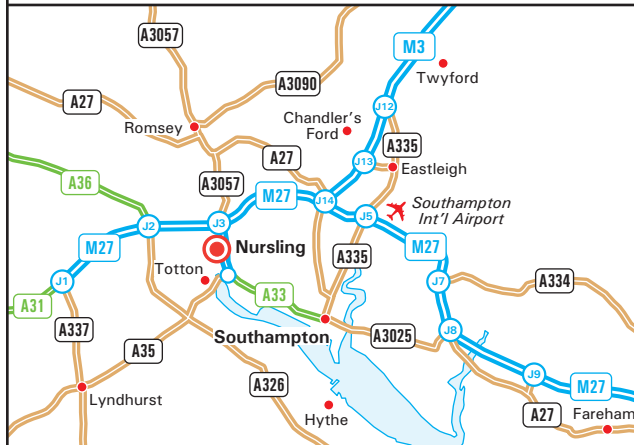 A3057
M3
Twyford
A3090
A27
J12
Romsey
Chandler's
Ford
A335
A27
J13
Eastleigh
A36
A3057
M27
J14
Southampton
Int'l Airport
J2
J3
J5
M27
Nursling
M27
Totton
A335
J1
J7
A334
A31
A33
A337
Southampton
A3025
J8
A35
J9
A326
M27
Lyndhurst
Hythe
A27
Fareham